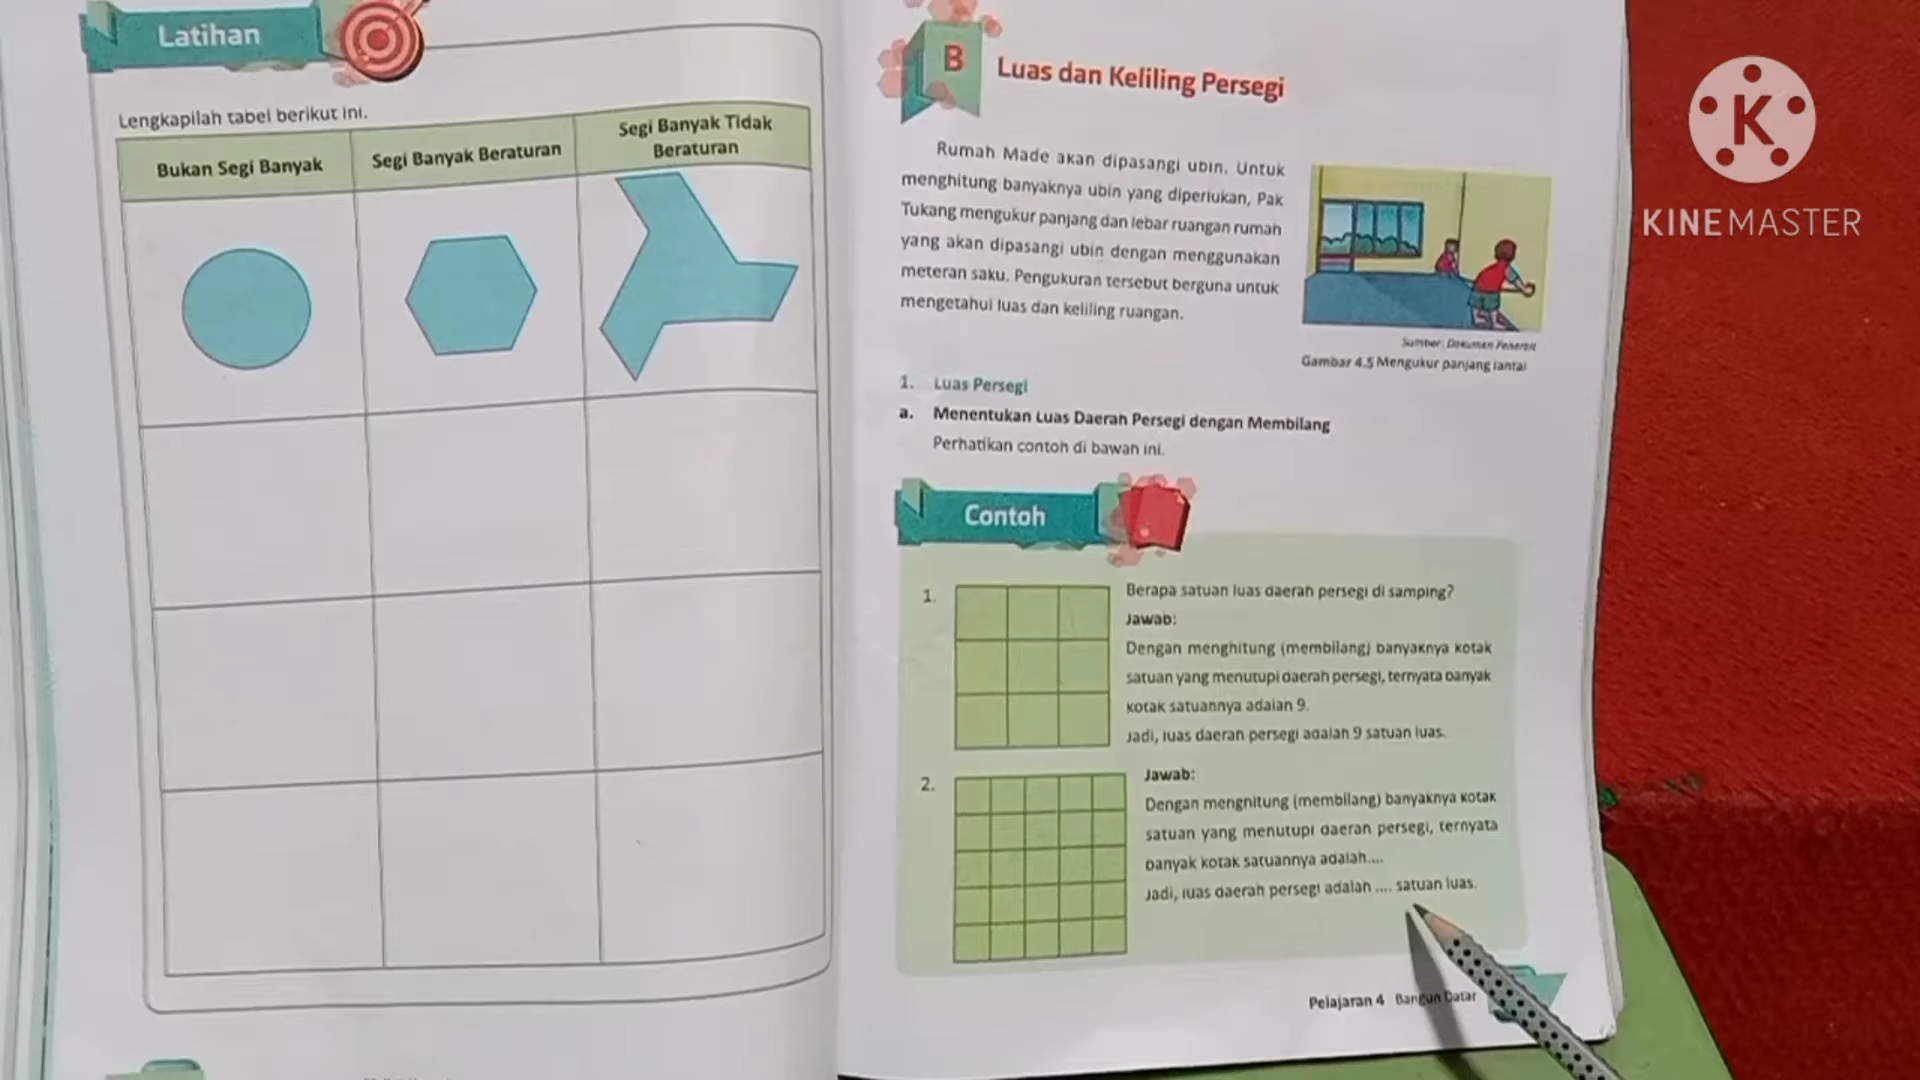 Latihan
Lengkapilah tabel berikut ini.
Bukan Segi Banyak
Segi Banyak Beraturan
Segi Banyak Tidak
Beraturan
B
Luas dan Keliling Persegi
Rumah Made akan dipasangi ubin. Untuk
menghitung banyaknya ubin yang diperlukan, Pak
Tukang mengukur panjang dan lebar ruangan rumah
yang akan dipasangi ubin dengan menggunakan
meteran saku. Pengukuran tersebut berguna untuk
mengetahui luas dan keliling ruangan.
Sumber: Dokumen Penerbit
Gambar 4.5 Mengukur panjang lantai
1. Luas Persegi
a. Menentukan Luas Daerah Persegi dengan Membilang
Perhatikan contoh di bawah ini.
Contoh
1.
Berapa satuan luas daerah persegi di samping?
Jawab:
Dengan menghitung (membilang) banyaknya kotak
satuan yang menutupi daerah persegi, ternyata banyak
kotak satuannya adalah 9.
Jadi, luas daerah persegi adalah 9 satuan luas.
2.
Jawab:
Dengan menghitung (membilang) banyaknya kotak
satuan yang menutupi daerah persegi, ternyata
banyak kotak satuannya adalah....
Jadi, luas daerah persegi adalah .... satuan luas.
Pelajaran 4 Bangun Datar
K
KINEMASTER